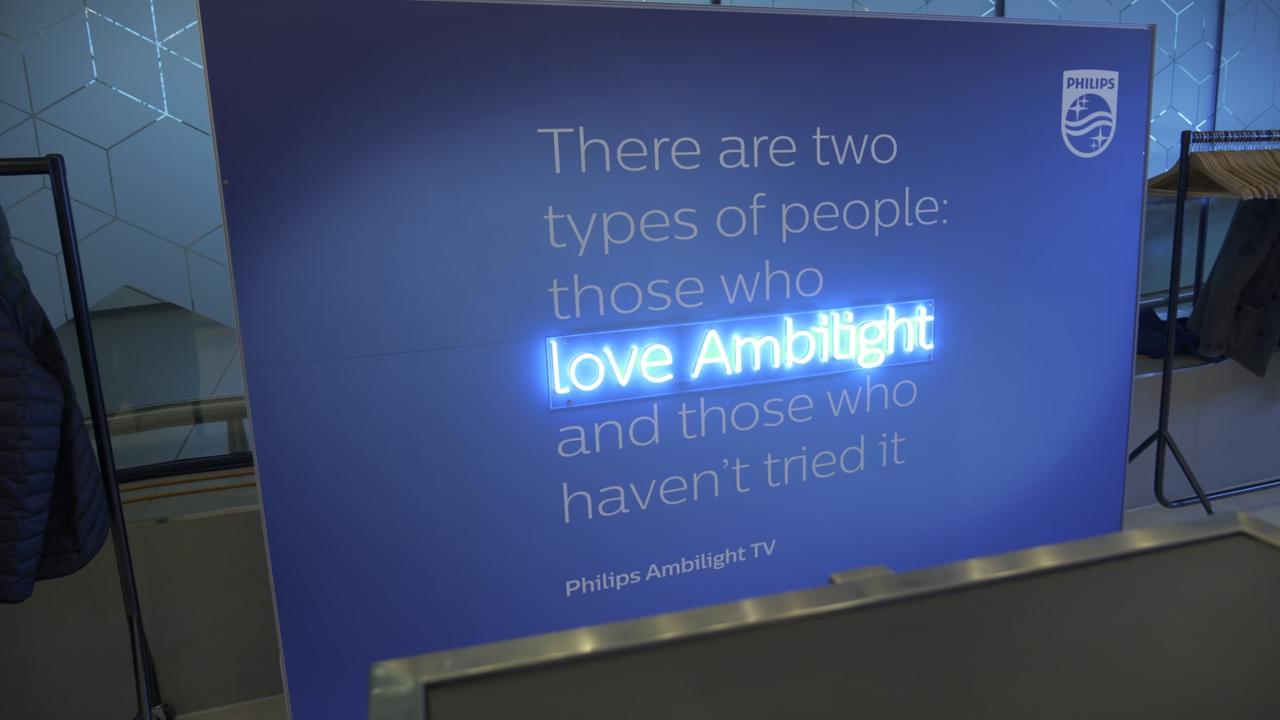 PHILIPS
There are two
types of people:
those who
love Ambilight
and those who
haven't tried it
Philips Ambilight TV